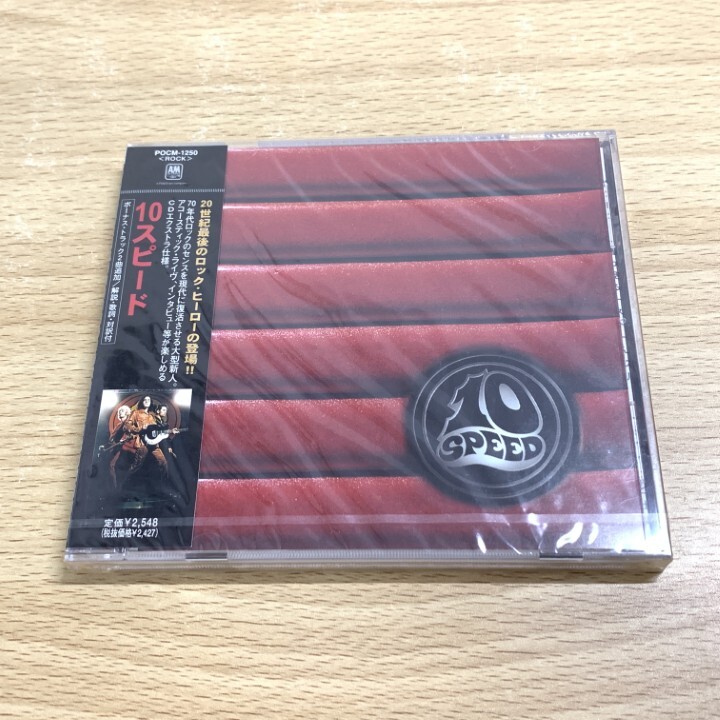 POCM-1250
<ROCK>
AM
20世紀最後のロック・ヒーローの登場!!
70年代ロックのセンスを現代に復活させる大型新人。
アコースティック・ライヴ、インタビュー等が楽しめる
CDエクストラ仕様。
10スピード
ボーナス・トラック2曲追加/解説・歌詞・対訳付
定価¥2,548
(税抜価格¥2,427)
10
SPEED